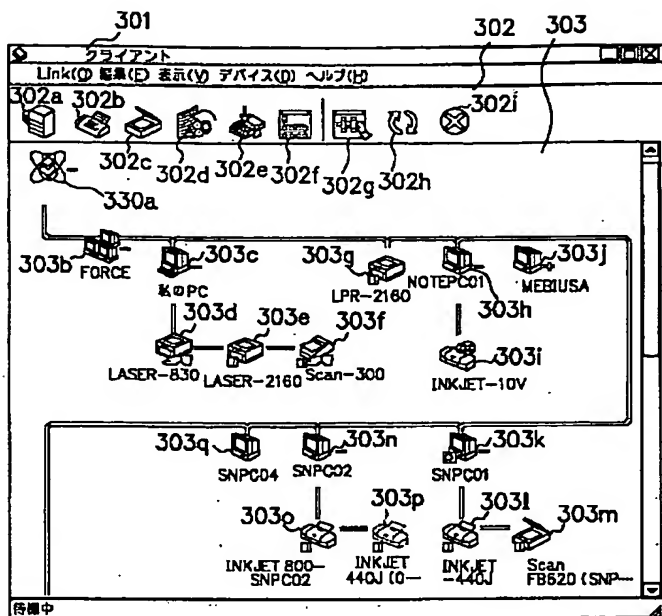 301
302
303
クライアント
Link(O) 編集(E) 表示(V) デバイス(D) ヘルプ(H)
302a
302b
302i
302c
302d
302e
302f
302g
302h
330a
303b
FORCE
303c
私のPC
303g
LPR-2160
NOTEPC01
303h
303j
MEBIUSA
303d
303e
303f
LASER-830
LASER-2160
Scan-300
303i
INKJET-10V
303q
SNPC04
303n
SNPC02
303k
SNPC01
303o
303p
303l
303m
INKJET 800-
SNPC02
INKJET
440J (0-
INKJET
-440J
Scan
FB620 (SNP-
待機中